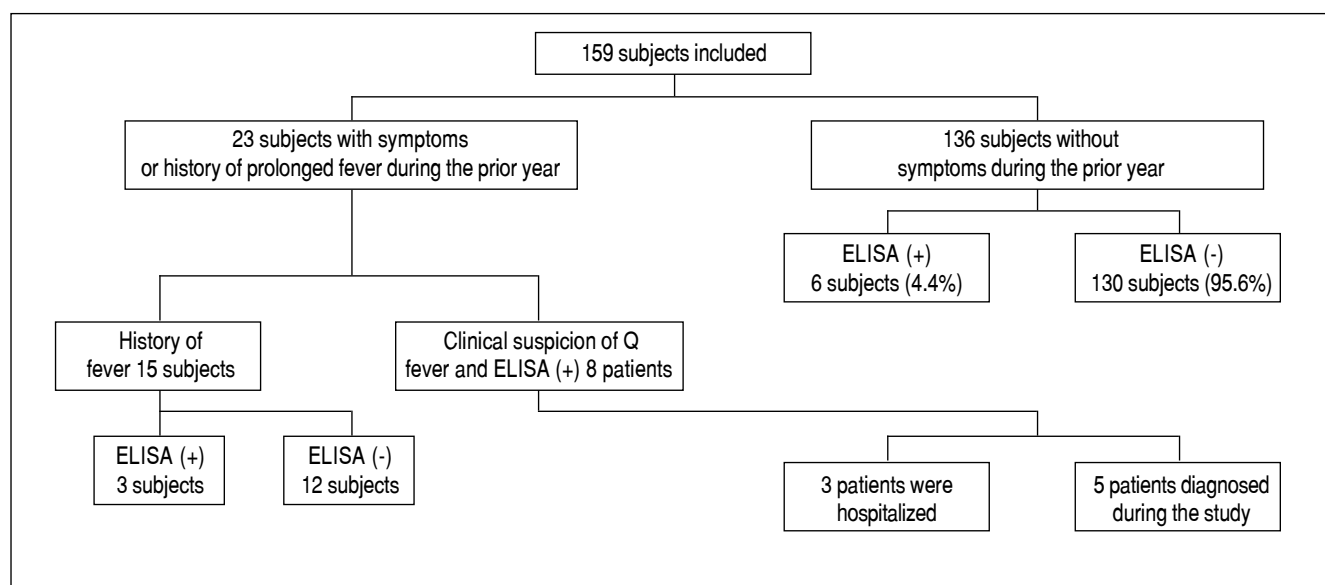 159 subjects included
23 subjects with symptoms
or history of prolonged fever during the prior year
136 subjects without
symptoms during the prior year
ELISA (+)
6 subjects (4.4%)
ELISA (-)
130 subjects (95.6%)
History of
fever 15 subjects
Clinical suspicion of Q
fever and ELISA (+) 8 patients
ELISA (+)
3 subjects
ELISA (-)
12 subjects
3 patients were
hospitalized
5 patients diagnosed
during the study